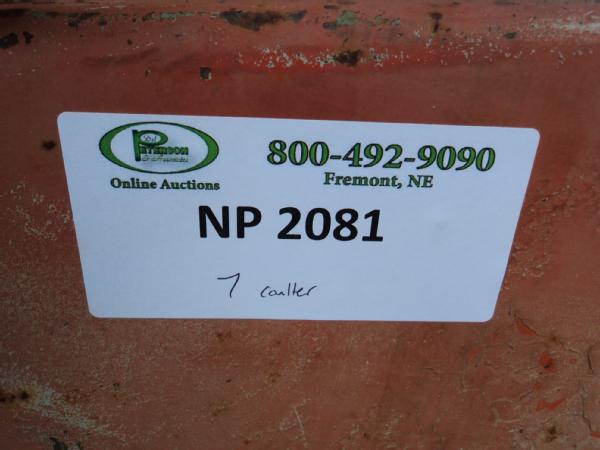 PETERSON
Online Auctions
800-492-9090
Fremont, NE
NP 2081
7 coulter